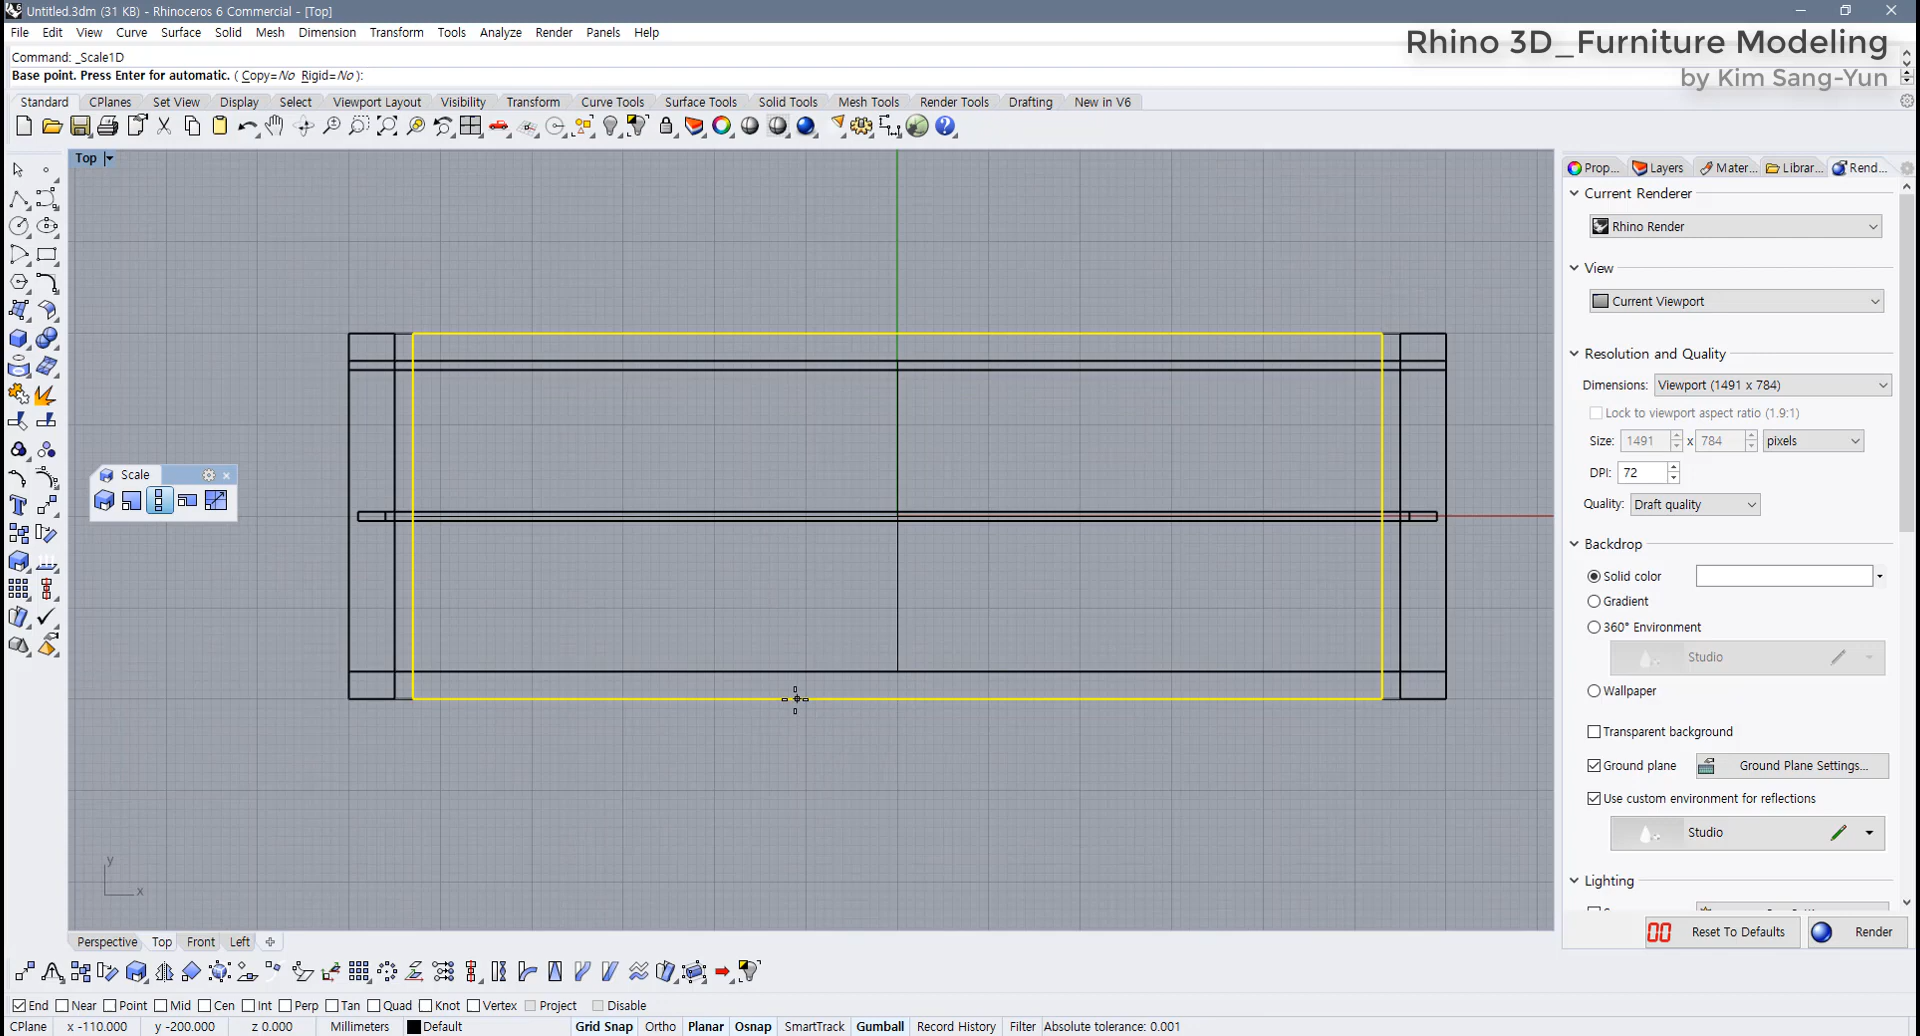 Untitled.3dm (31 KB) - Rhinoceros 6 Commercial - [Top]
File Edit View Curve Surface Solid Mesh Dimension Transform Tools Analyze Render Panels Help
Rhino 3D_Furniture Modeling
by Kim Sang-Yun
Command: _Scale1D
Base point. Press Enter for automatic. ( Copy=No Rigid=No ):
Standard CPlanes Set View Display Select Viewport Layout Visibility Transform Curve Tools Surface Tools Solid Tools Mesh Tools Render Tools Drafting New in V6
Top
Prop... Layers Mater... Librar... Rend...
Current Renderer
Rhino Render
View
Current Viewport
Resolution and Quality
Dimensions: Viewport (1491 x 784)
Lock to viewport aspect ratio (1.9:1)
Size: 1491 x 784 pixels
DPI: 72
Quality: Draft quality
Scale
Backdrop
Solid color
Gradient
360° Environment
Studio
Wallpaper
Transparent background
Ground plane Ground Plane Settings...
Use custom environment for reflections
Studio
Lighting
y
x
Reset To Defaults Render
Perspective Top Front Left
End Near Point Mid Cen Int Perp Tan Quad Knot Vertex Project Disable
CPlane x -110.000 y -200.000 z 0.000 Millimeters Default Grid Snap Ortho Planar Osnap SmartTrack Gumball Record History Filter Absolute tolerance: 0.001